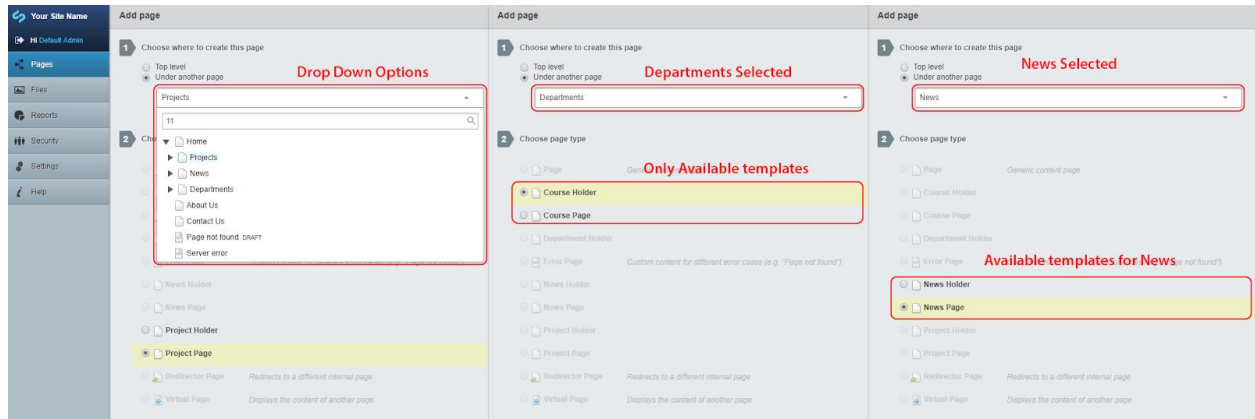 Your Site Name
Hi Default Admin
Pages
Files
Reports
Security
Settings
Help
Add page
1 Choose where to create this page
Top level
Under another page
Drop Down Options
Projects
11
Home
Projects
News
Departments
About Us
Contact Us
Page not found DRAFT
Server error
2 Cho
News Holder
News Page
Project Holder
Project Page
Redirector Page Redirects to a different internal page
Virtual Page Displays the content of another page
Add page
1 Choose where to create this page
Top level
Under another page
Departments Selected
Departments
2 Choose page type
Page
Only Available templates
Course Holder
Course Page
Department Holder
Error Page Custom content for different error cases (e.g. "Page not found")
News Holder
News Page
Project Holder
Project Page
Redirector Page Redirects to a different internal page
Virtual Page Displays the content of another page
Add page
1 Choose where to create this page
Top level
Under another page
News Selected
News
2 Choose page type
Page Generic content page
Course Holder
Course Page
Department Holder
Error Page
Available templates for News
News Holder
News Page
Project Holder
Project Page
Redirector Page Redirects to a different internal page
Virtual Page Displays the content of another page